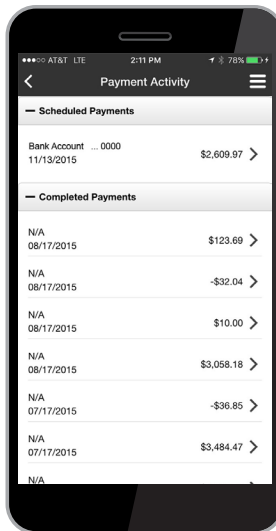 AT&T LTE 2:11 PM 78%
Payment Activity
Scheduled Payments
Bank Account ... 0000
11/13/2015
$2,609.97
Completed Payments
N/A
08/17/2015
$123.69
N/A
08/17/2015
-$32.04
N/A
08/17/2015
$10.00
N/A
08/17/2015
$3,058.18
N/A
07/17/2015
-$36.85
N/A
07/17/2015
$3,484.47
N/A